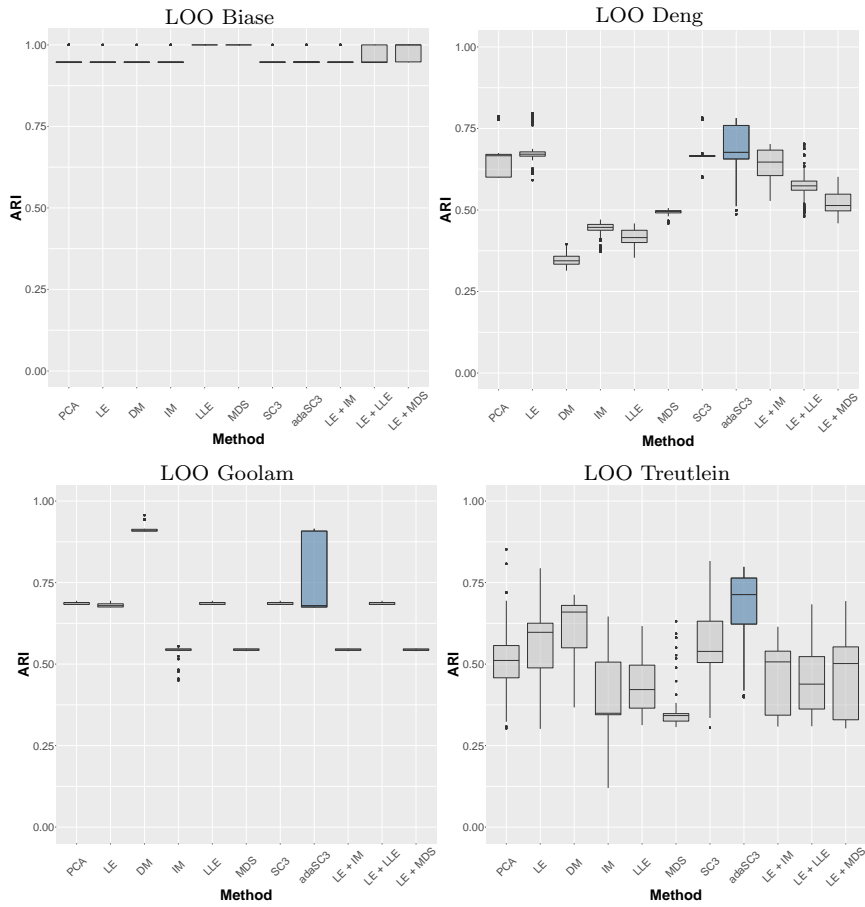 LOO Biase
1.00
0.75
0.50
0.25
0.00
ARI
PCA
LE
DM
IM
LLE
MDS
SC3
adaSC3
LE + IM
LE + LLE
LE + MDS
Method
LOO Deng
1.00
0.75
0.50
0.25
0.00
ARI
PCA
LE
DM
IM
LLE
MDS
SC3
adaSC3
LE + IM
LE + LLE
LE + MDS
Method
LOO Goolam
1.00
0.75
0.50
0.25
0.00
ARI
PCA
LE
DM
IM
LLE
MDS
SC3
adaSC3
LE + IM
LE + LLE
LE + MDS
Method
LOO Treutlein
1.00
0.75
0.50
0.25
0.00
ARI
PCA
LE
DM
IM
LLE
MDS
SC3
adaSC3
LE + IM
LE + LLE
LE + MDS
Method